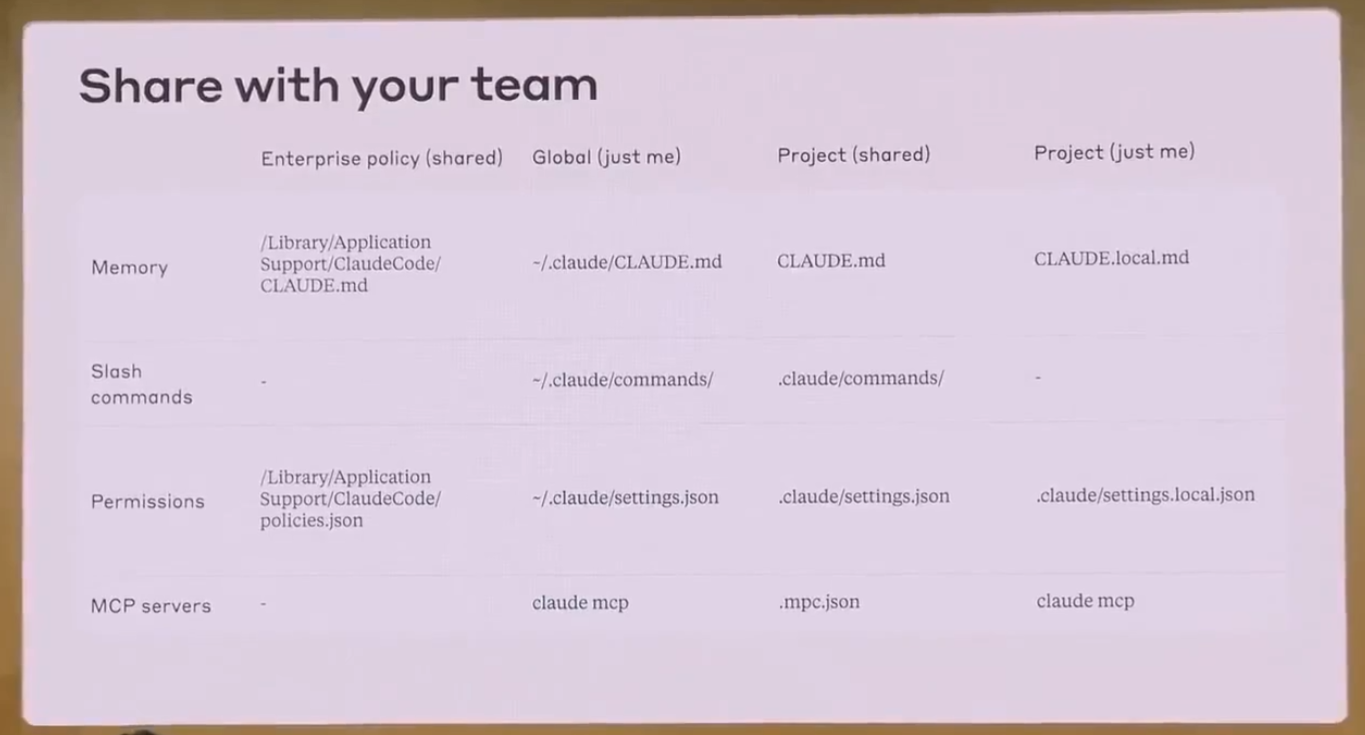 Share with your team
Enterprise policy (shared) Global (just me) Project (shared) Project (just me)
Memory /Library/Application Support/ClaudeCode/CLAUDE.md ~/.claude/CLAUDE.md CLAUDE.md CLAUDE.local.md
Slash commands - ~/.claude/commands/ .claude/commands/ -
Permissions /Library/Application Support/ClaudeCode/policies.json ~/.claude/settings.json .claude/settings.json .claude/settings.local.json
MCP servers - claude mcp .mpc.json claude mcp